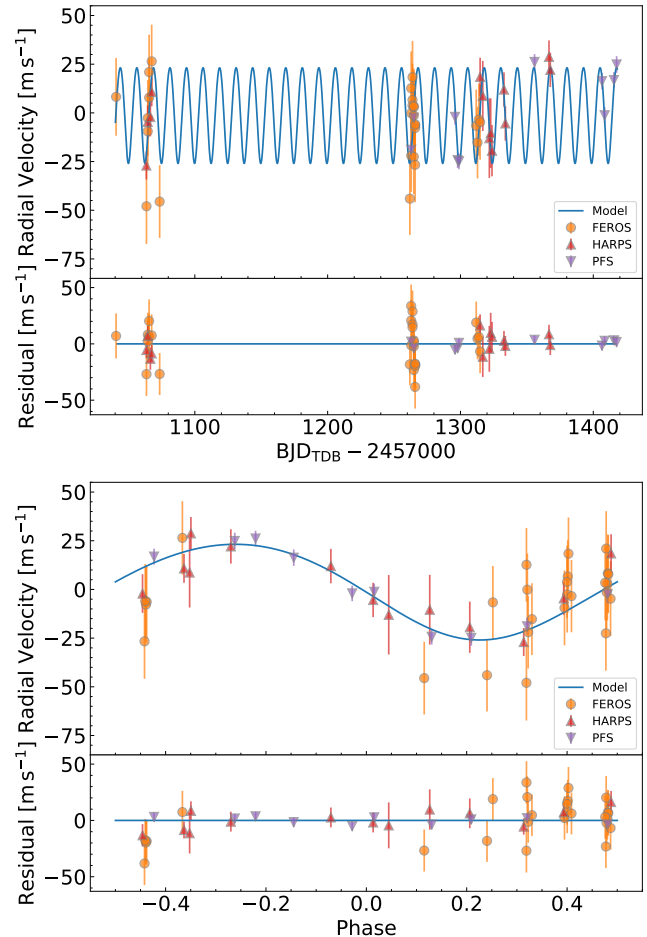 50
25
0
−25
−50
−75
Radial Velocity [m s⁻¹]
Model
FEROS
HARPS
PFS
50
0
−50
Residual [m s⁻¹]
1100 1200 1300 1400
BJD_TDB − 2457000
50
25
0
−25
−50
−75
Radial Velocity [m s⁻¹]
Model
FEROS
HARPS
PFS
50
0
−50
Residual [m s⁻¹]
−0.4 −0.2 0.0 0.2 0.4
Phase